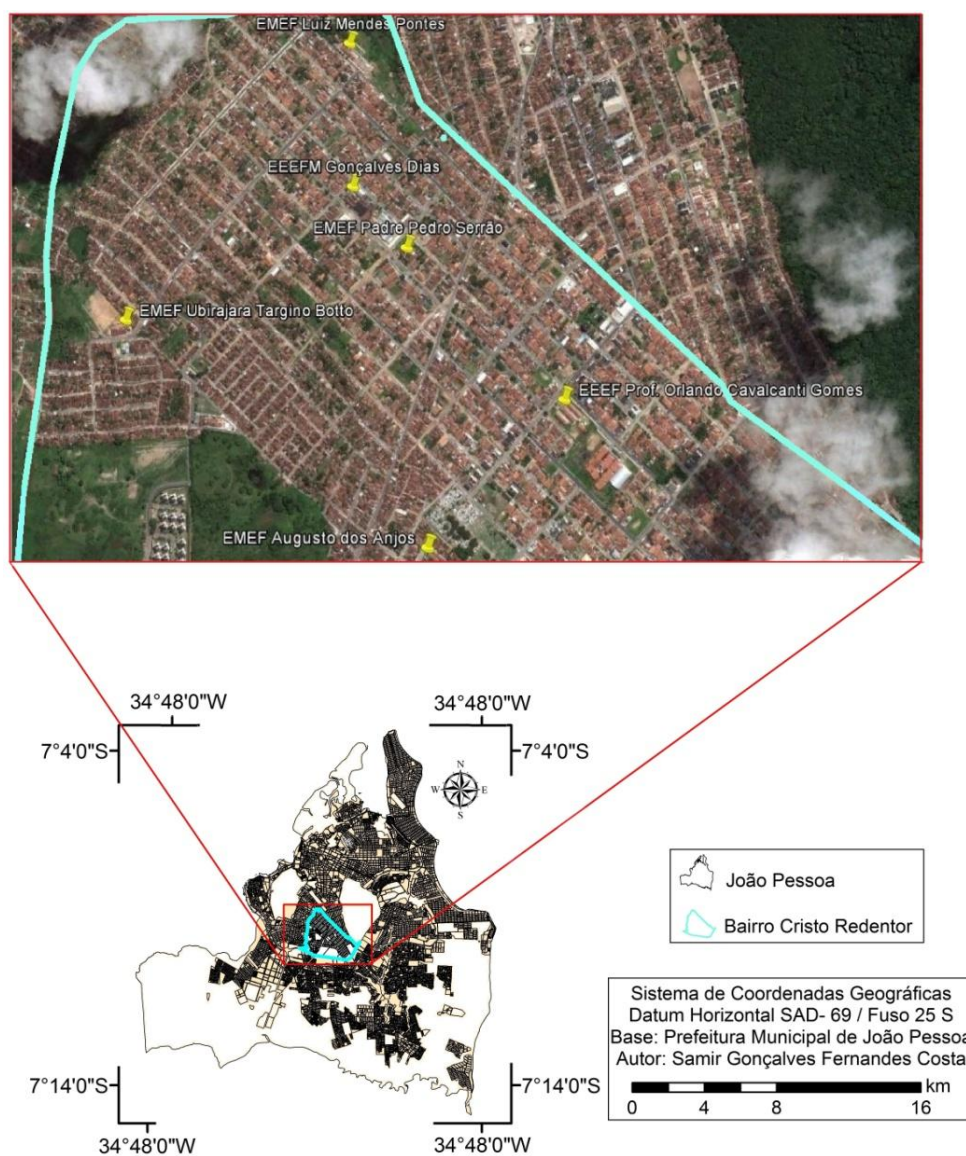 EMEF Luiz Mendes Pontes
EEEFM Gonçalves Dias
EMEF Padre Pedro Serrão
EMEF Ubirajara Targino Botto
EEEF Prof. Orlando Cavalcanti Gomes
EMEF Augusto dos Anjos
34°48'0"W
34°48'0"W
7°4'0"S
7°4'0"S
N
W
E
S
João Pessoa
Bairro Cristo Redentor
Sistema de Coordenadas Geográficas
Datum Horizontal SAD- 69 / Fuso 25 S
Base: Prefeitura Municipal de João Pessoa
Autor: Samir Gonçalves Fernandes Costa
km
0 4 8 16
7°14'0"S
7°14'0"S
34°48'0"W
34°48'0"W